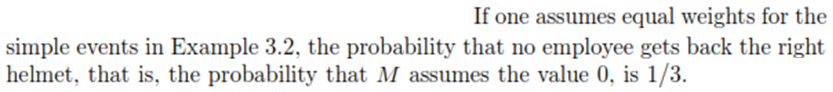 If one assumes equal weights for the
simple events in Example 3.2, the probability that no employee gets back the right
helmet, that is, the probability that M assumes the value 0, is 1/3.